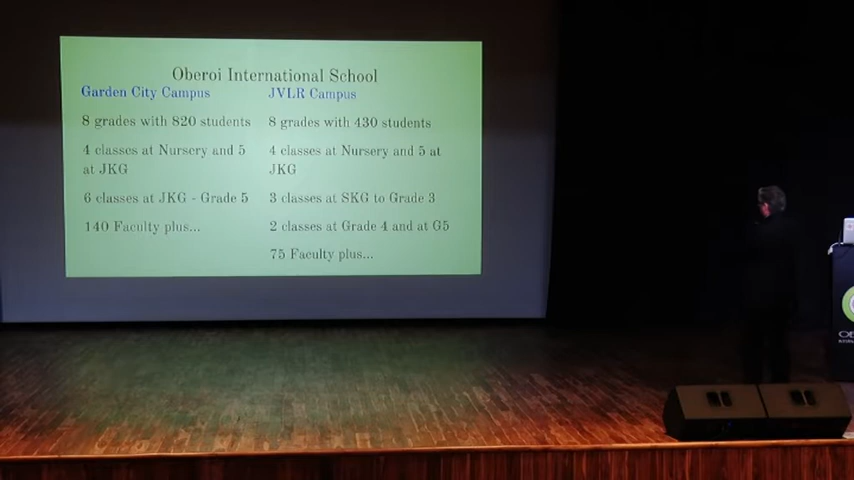 Oberoi International School
Garden City Campus
8 grades with 820 students
4 classes at Nursery and 5
at JKG
6 classes at JKG - Grade 5
140 Faculty plus...
JVLR Campus
8 grades with 430 students
4 classes at Nursery and 5 at
JKG
3 classes at SKG to Grade 3
2 classes at Grade 4 and at G5
75 Faculty plus...